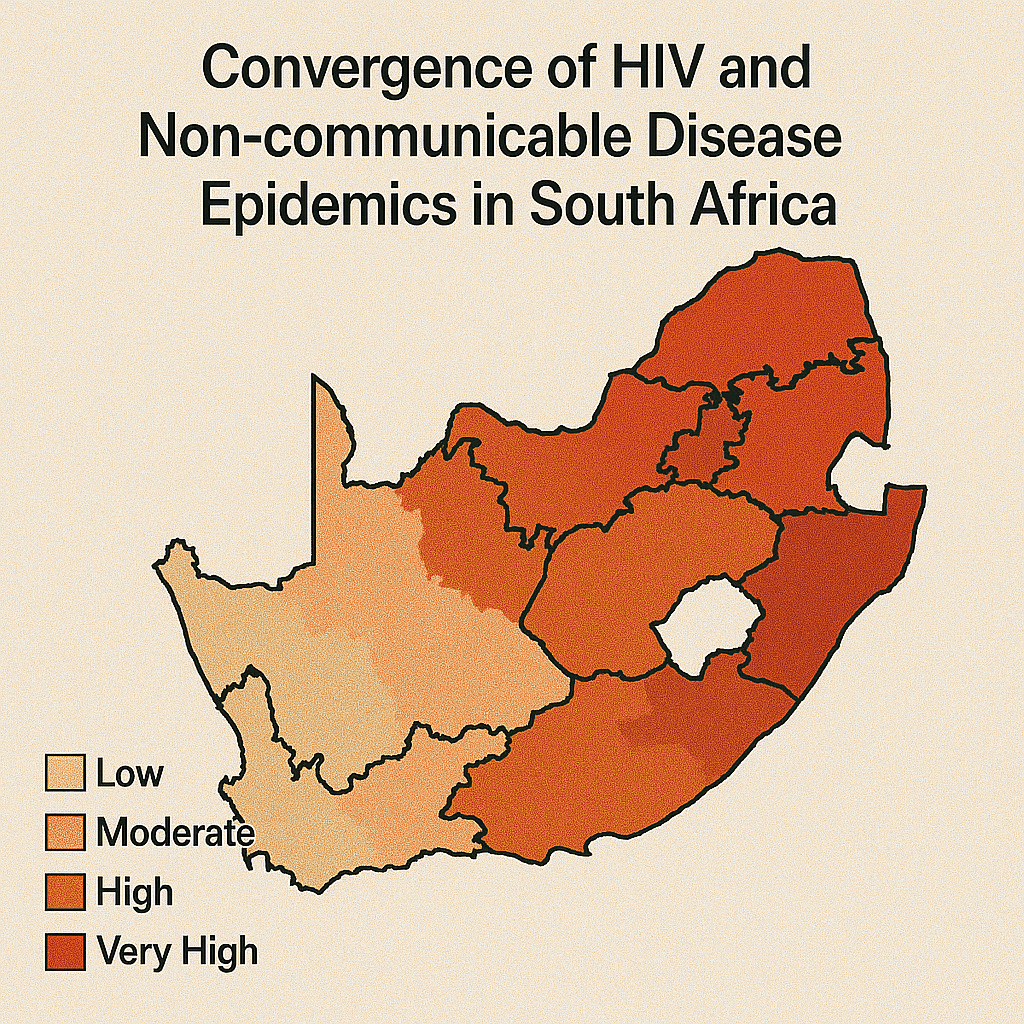 Convergence of HIV and
Non-communicable Disease
Epidemics in South Africa
Low
Moderate
High
Very High